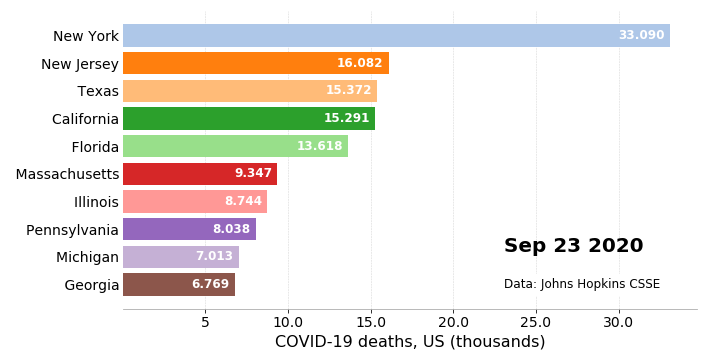 New York 33.090
New Jersey 16.082
Texas 15.372
California 15.291
Florida 13.618
Massachusetts 9.347
Illinois 8.744
Pennsylvania 8.038
Michigan 7.013
Georgia 6.769
Sep 23 2020
Data: Johns Hopkins CSSE
5 10.0 15.0 20.0 25.0 30.0
COVID-19 deaths, US (thousands)